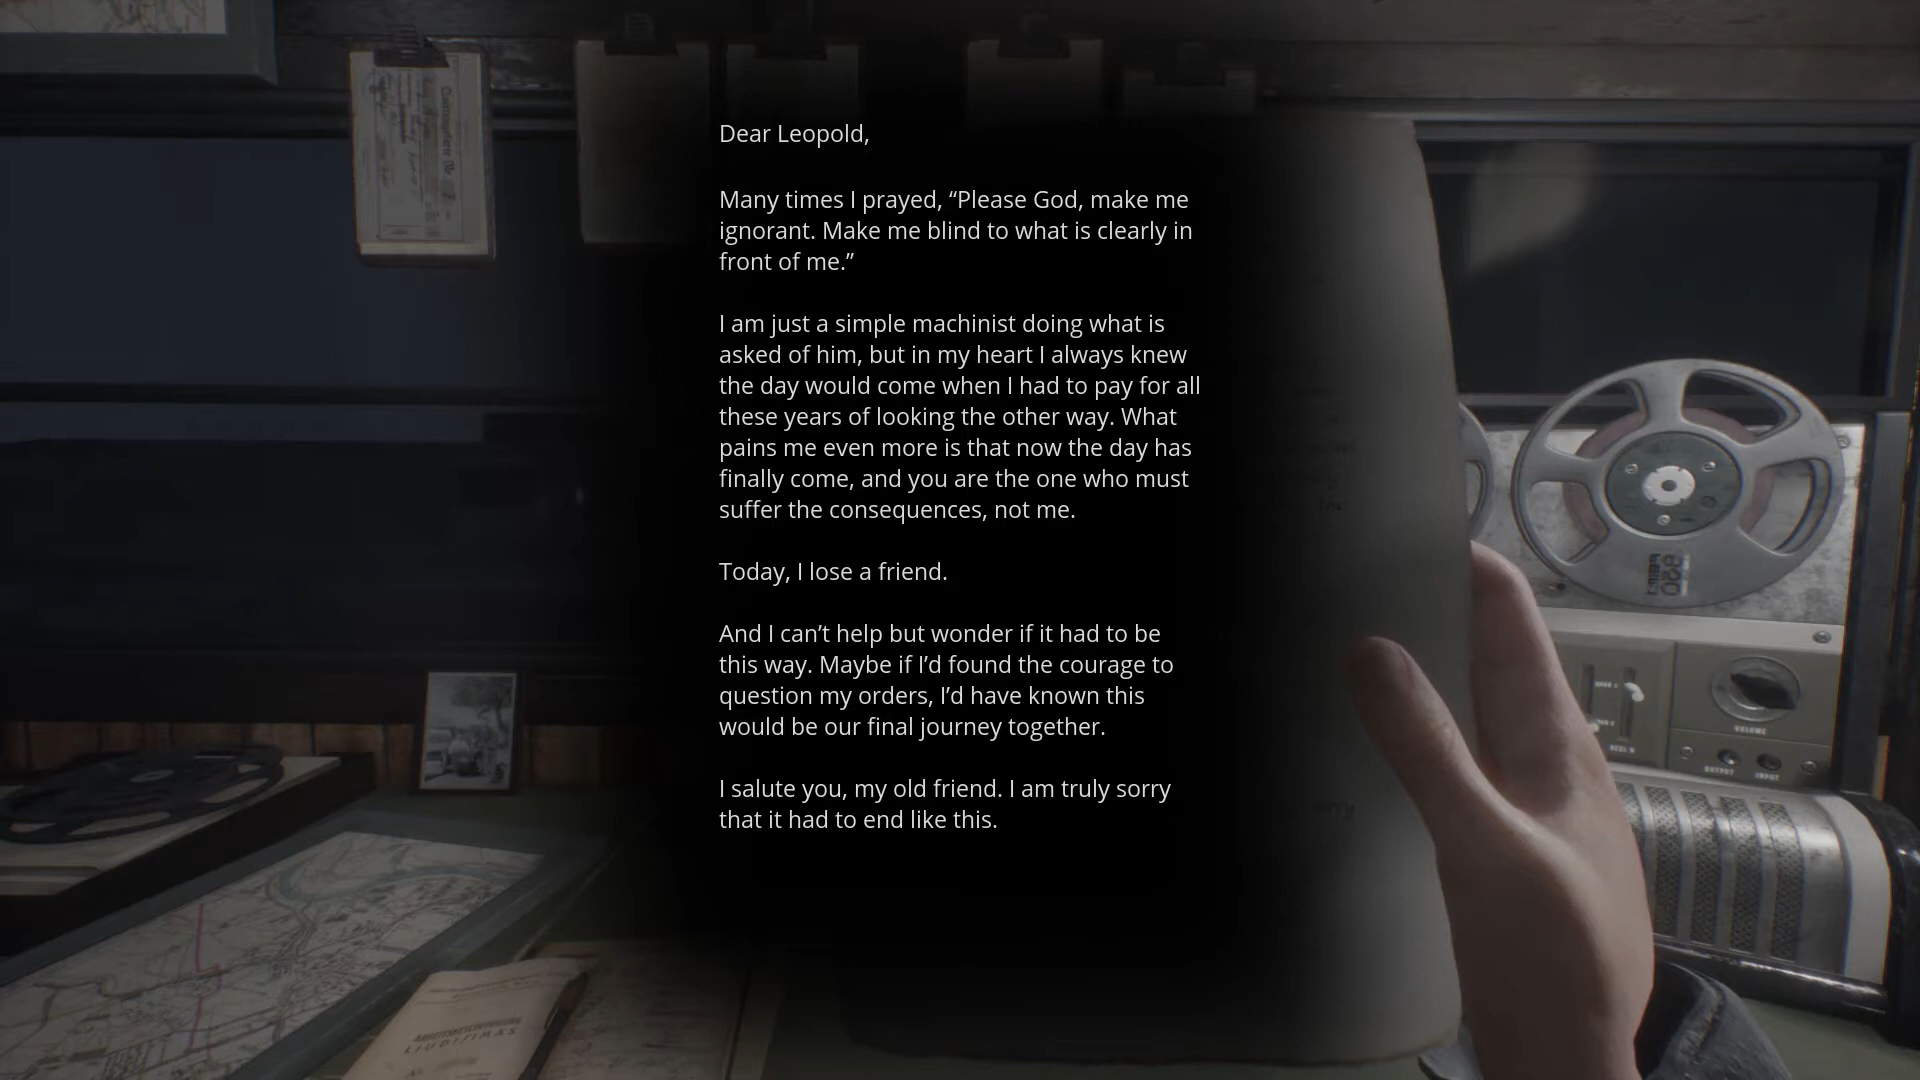 Dear Leopold,
Many times I prayed, “Please God, make me
ignorant. Make me blind to what is clearly in
front of me.”
I am just a simple machinist doing what is
asked of him, but in my heart I always knew
the day would come when I had to pay for all
these years of looking the other way. What
pains me even more is that now the day has
finally come, and you are the one who must
suffer the consequences, not me.
Today, I lose a friend.
And I can’t help but wonder if it had to be
this way. Maybe if I’d found the courage to
question my orders, I’d have known this
would be our final journey together.
I salute you, my old friend. I am truly sorry
that it had to end like this.
VOLUME
OUTPUT INPUT
LIUDIJIMAS